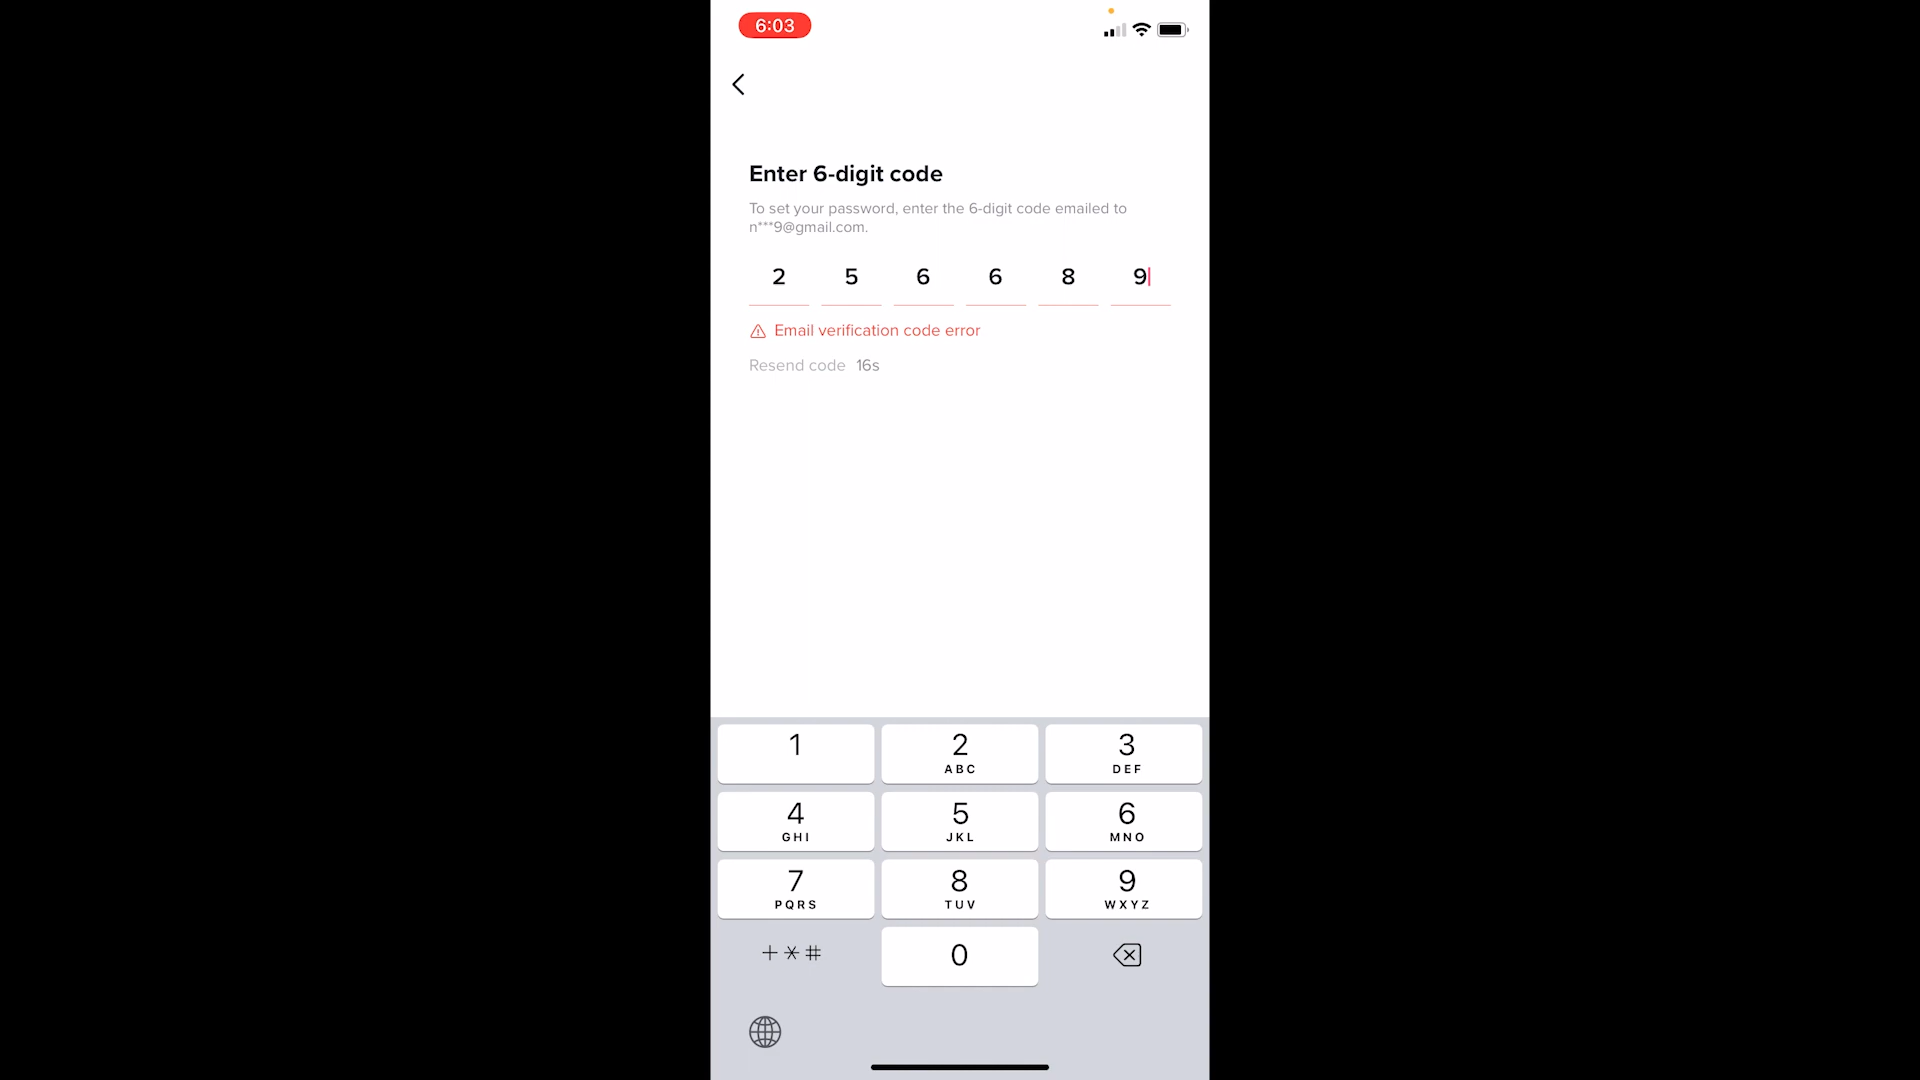 6:03
Enter 6-digit code
To set your password, enter the 6-digit code emailed to
n***9@gmail.com.
2 5 6 6 8 9
Email verification code error
Resend code 16s
1 2 3
ABC DEF
4 5 6
GHI JKL MNO
7 8 9
PQRS TUV WXYZ
+*# 0